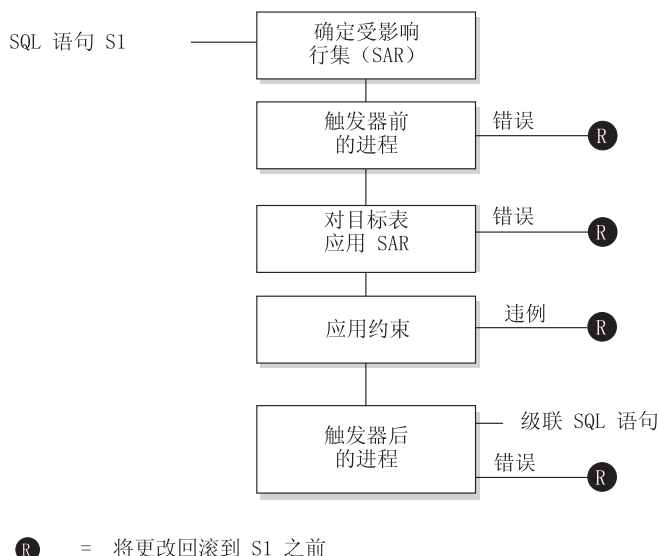 SQL 语句 S1
确定受影响
行集（SAR）
触发器前
的进程
错误
R
对目标表
应用 SAR
错误
R
应用约束
违例
R
触发器后
的进程
级联 SQL 语句
错误
R
R = 将更改回滚到 S1 之前